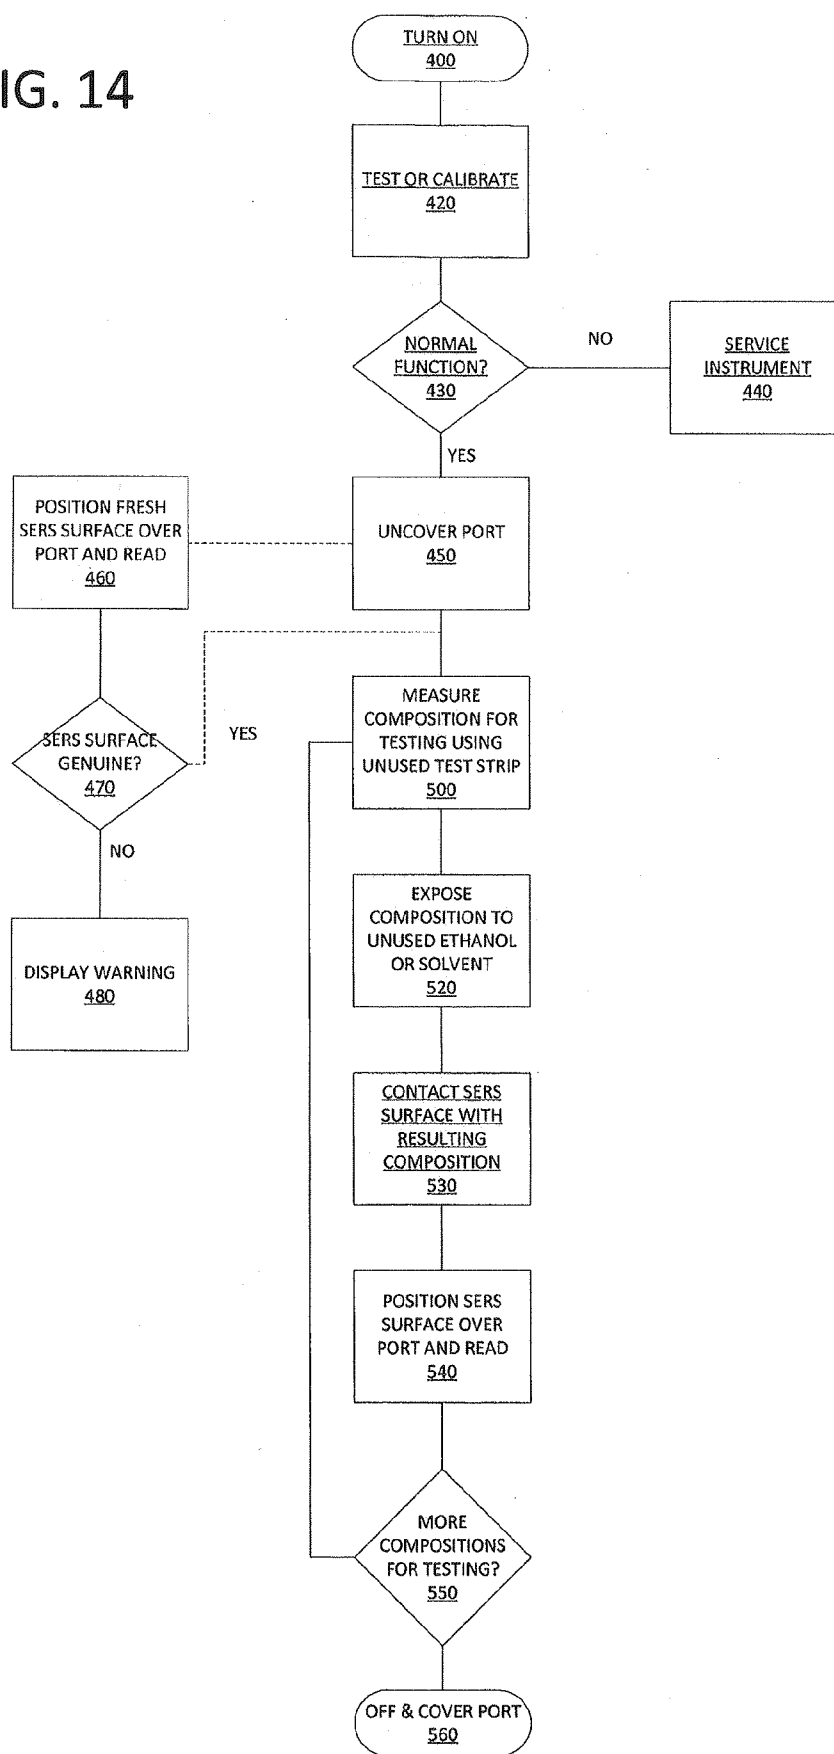 IG. 14
TURN ON
400
TEST OR CALIBRATE
420
NORMAL
FUNCTION?
430
NO
SERVICE
INSTRUMENT
440
YES
POSITION FRESH
SERS SURFACE OVER
PORT AND READ
460
UNCOVER PORT
450
SERS SURFACE
GENUINE?
470
YES
NO
DISPLAY WARNING
480
MEASURE
COMPOSITION FOR
TESTING USING
UNUSED TEST STRIP
500
EXPOSE
COMPOSITION TO
UNUSED ETHANOL
OR SOLVENT
520
CONTACT SERS
SURFACE WITH
RESULTING
COMPOSITION
530
POSITION SERS
SURFACE OVER
PORT AND READ
540
MORE
COMPOSITIONS
FOR TESTING?
550
OFF & COVER PORT
560